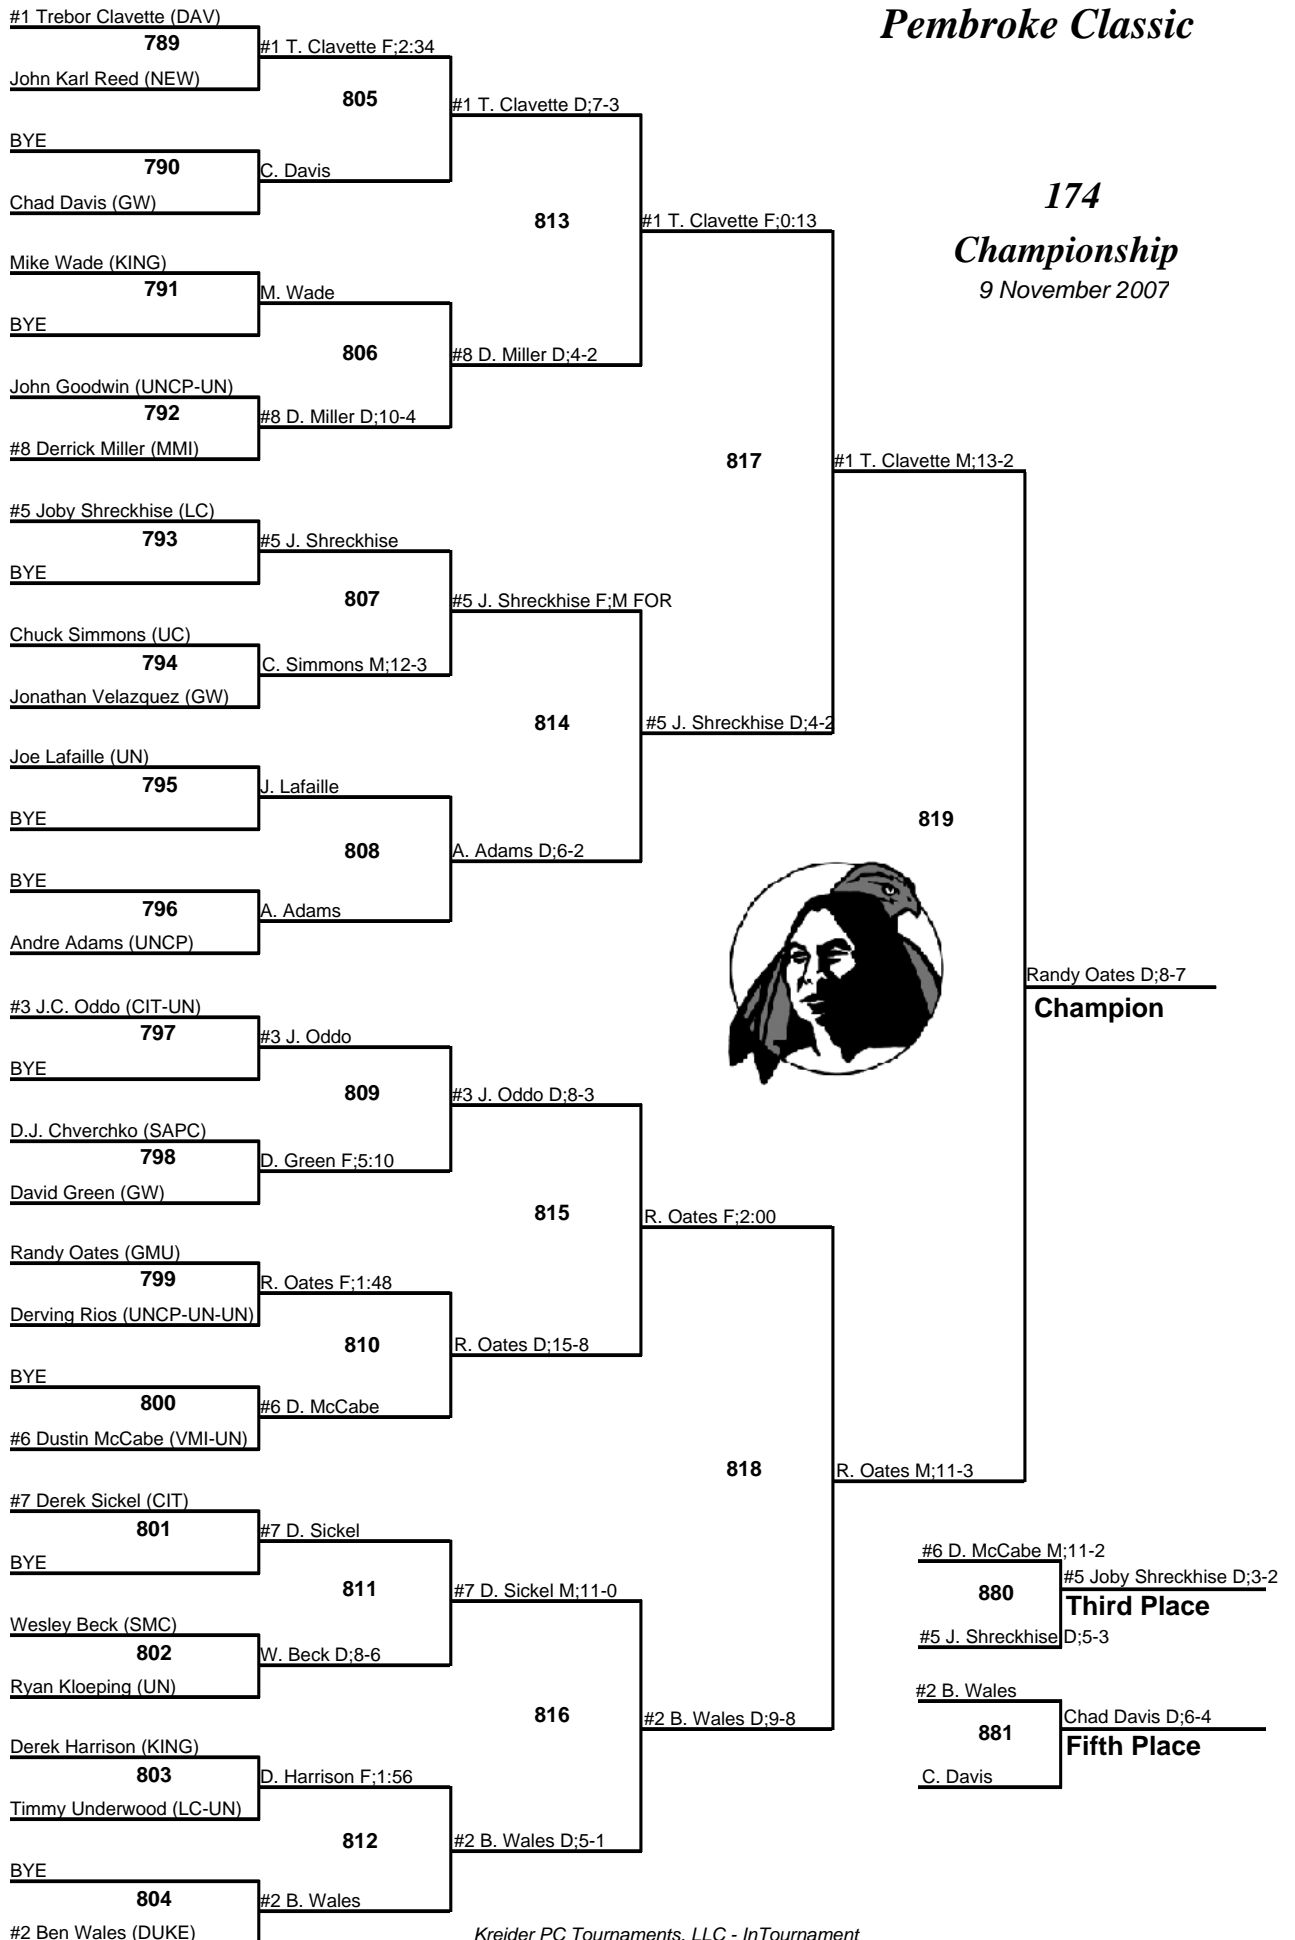 Pembroke Classic
174
Championship
9 November 2007
#1 Trebor Clavette (DAV)
789
John Karl Reed (NEW)
BYE
790
Chad Davis (GW)
Mike Wade (KING)
791
BYE
John Goodwin (UNCP-UN)
792
#8 Derrick Miller (MMI)
#5 Joby Shreckhise (LC)
793
BYE
Chuck Simmons (UC)
794
Jonathan Velazquez (GW)
Joe Lafaille (UN)
795
BYE
BYE
796
Andre Adams (UNCP)
#3 J.C. Oddo (CIT-UN)
797
BYE
D.J. Chverchko (SAPC)
798
David Green (GW)
Randy Oates (GMU)
799
Derving Rios (UNCP-UN-UN)
BYE
800
#6 Dustin McCabe (VMI-UN)
#7 Derek Sickel (CIT)
801
BYE
Wesley Beck (SMC)
802
Ryan Kloeping (UN)
Derek Harrison (KING)
803
Timmy Underwood (LC-UN)
BYE
804
#2 Ben Wales (DUKE)
#1 T. Clavette F;2:34
805
C. Davis
M. Wade
806
#8 D. Miller D;10-4
#5 J. Shreckhise
807
C. Simmons M;12-3
J. Lafaille
808
A. Adams
#3 J. Oddo
809
D. Green F;5:10
R. Oates F;1:48
810
#6 D. McCabe
#7 D. Sickel
811
W. Beck D;8-6
D. Harrison F;1:56
812
#2 B. Wales
#1 T. Clavette D;7-3
813
#8 D. Miller D;4-2
#5 J. Shreckhise F;M FOR
814
A. Adams D;6-2
#3 J. Oddo D;8-3
815
R. Oates D;15-8
#7 D. Sickel M;11-0
816
#2 B. Wales D;5-1
#1 T. Clavette F;0:13
817
#5 J. Shreckhise D;4-2
R. Oates F;2:00
818
#2 B. Wales D;9-8
#1 T. Clavette M;13-2
819
R. Oates M;11-3
Randy Oates D;8-7
Champion
#6 D. McCabe M;11-2
880
#5 J. Shreckhise D;5-3
#5 Joby Shreckhise D;3-2
Third Place
#2 B. Wales
881
C. Davis
Chad Davis D;6-4
Fifth Place
Kreider PC Tournaments, LLC - InTournament